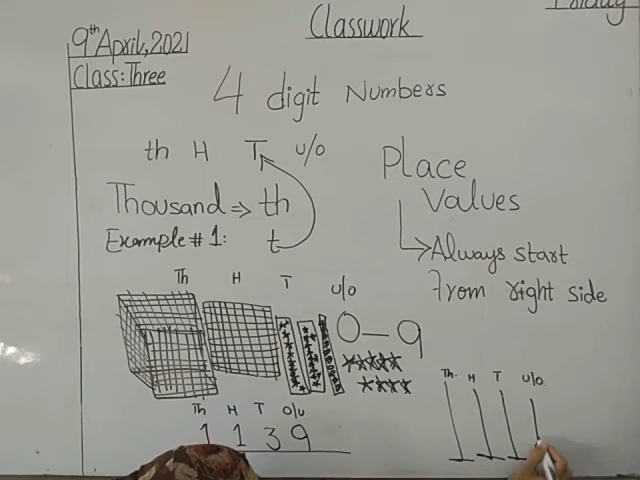 Classwork
Friday
9th April, 2021
Class: Three
4 digit Numbers
th H T u/o
Place
Values
Always start
from right side
Thousand ⇒ th
t
Example # 1:
Th H T u/o
0 — 9
Th H T O/U
1 1 3 9
Th. H T u/o